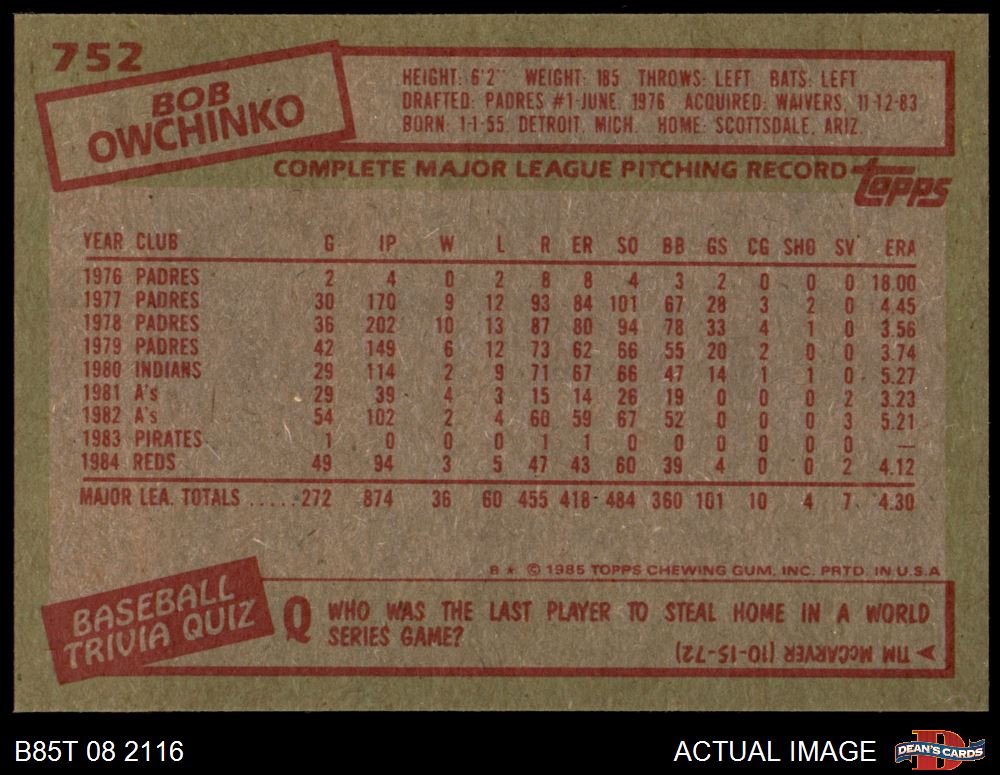 752
BOB
OWCHINKO
HEIGHT: 6'2" WEIGHT: 185 THROWS: LEFT BATS: LEFT
DRAFTED: PADRES #1-JUNE, 1976 ACQUIRED: WAIVERS, 11-12-83
BORN: 1-1-55, DETROIT, MICH. HOME: SCOTTSDALE, ARIZ.
COMPLETE MAJOR LEAGUE PITCHING RECORD
topps
YEAR CLUB G IP W L R ER SO BB GS CG SHO SV ERA
1976 PADRES 2 4 0 2 8 8 4 3 2 0 0 0 18.00
1977 PADRES 30 170 9 12 93 84 101 67 28 3 2 0 4.45
1978 PADRES 36 202 10 13 87 80 94 78 33 4 1 0 3.56
1979 PADRES 42 149 6 12 73 62 66 55 20 2 0 0 3.74
1980 INDIANS 29 114 2 9 71 67 66 47 14 1 1 0 5.27
1981 A's 29 39 4 3 15 14 26 19 0 0 0 2 3.23
1982 A's 54 102 2 4 60 59 67 52 0 0 0 3 5.21
1983 PIRATES 1 0 0 0 1 1 0 0 0 0 0 0 —
1984 REDS 49 94 3 5 47 43 60 39 4 0 0 2 4.12
MAJOR LEA. TOTALS ..... 272 874 36 60 455 418 484 360 101 10 4 7 4.30
B ★ © 1985 TOPPS CHEWING GUM, INC. PRTD. IN U.S.A
BASEBALL
TRIVIA QUIZ
Q WHO WAS THE LAST PLAYER TO STEAL HOME IN A WORLD
SERIES GAME?
A TIM McCARVER (10-15-72)
B85T 08 2116
ACTUAL IMAGE
D
DEAN'S CARDS